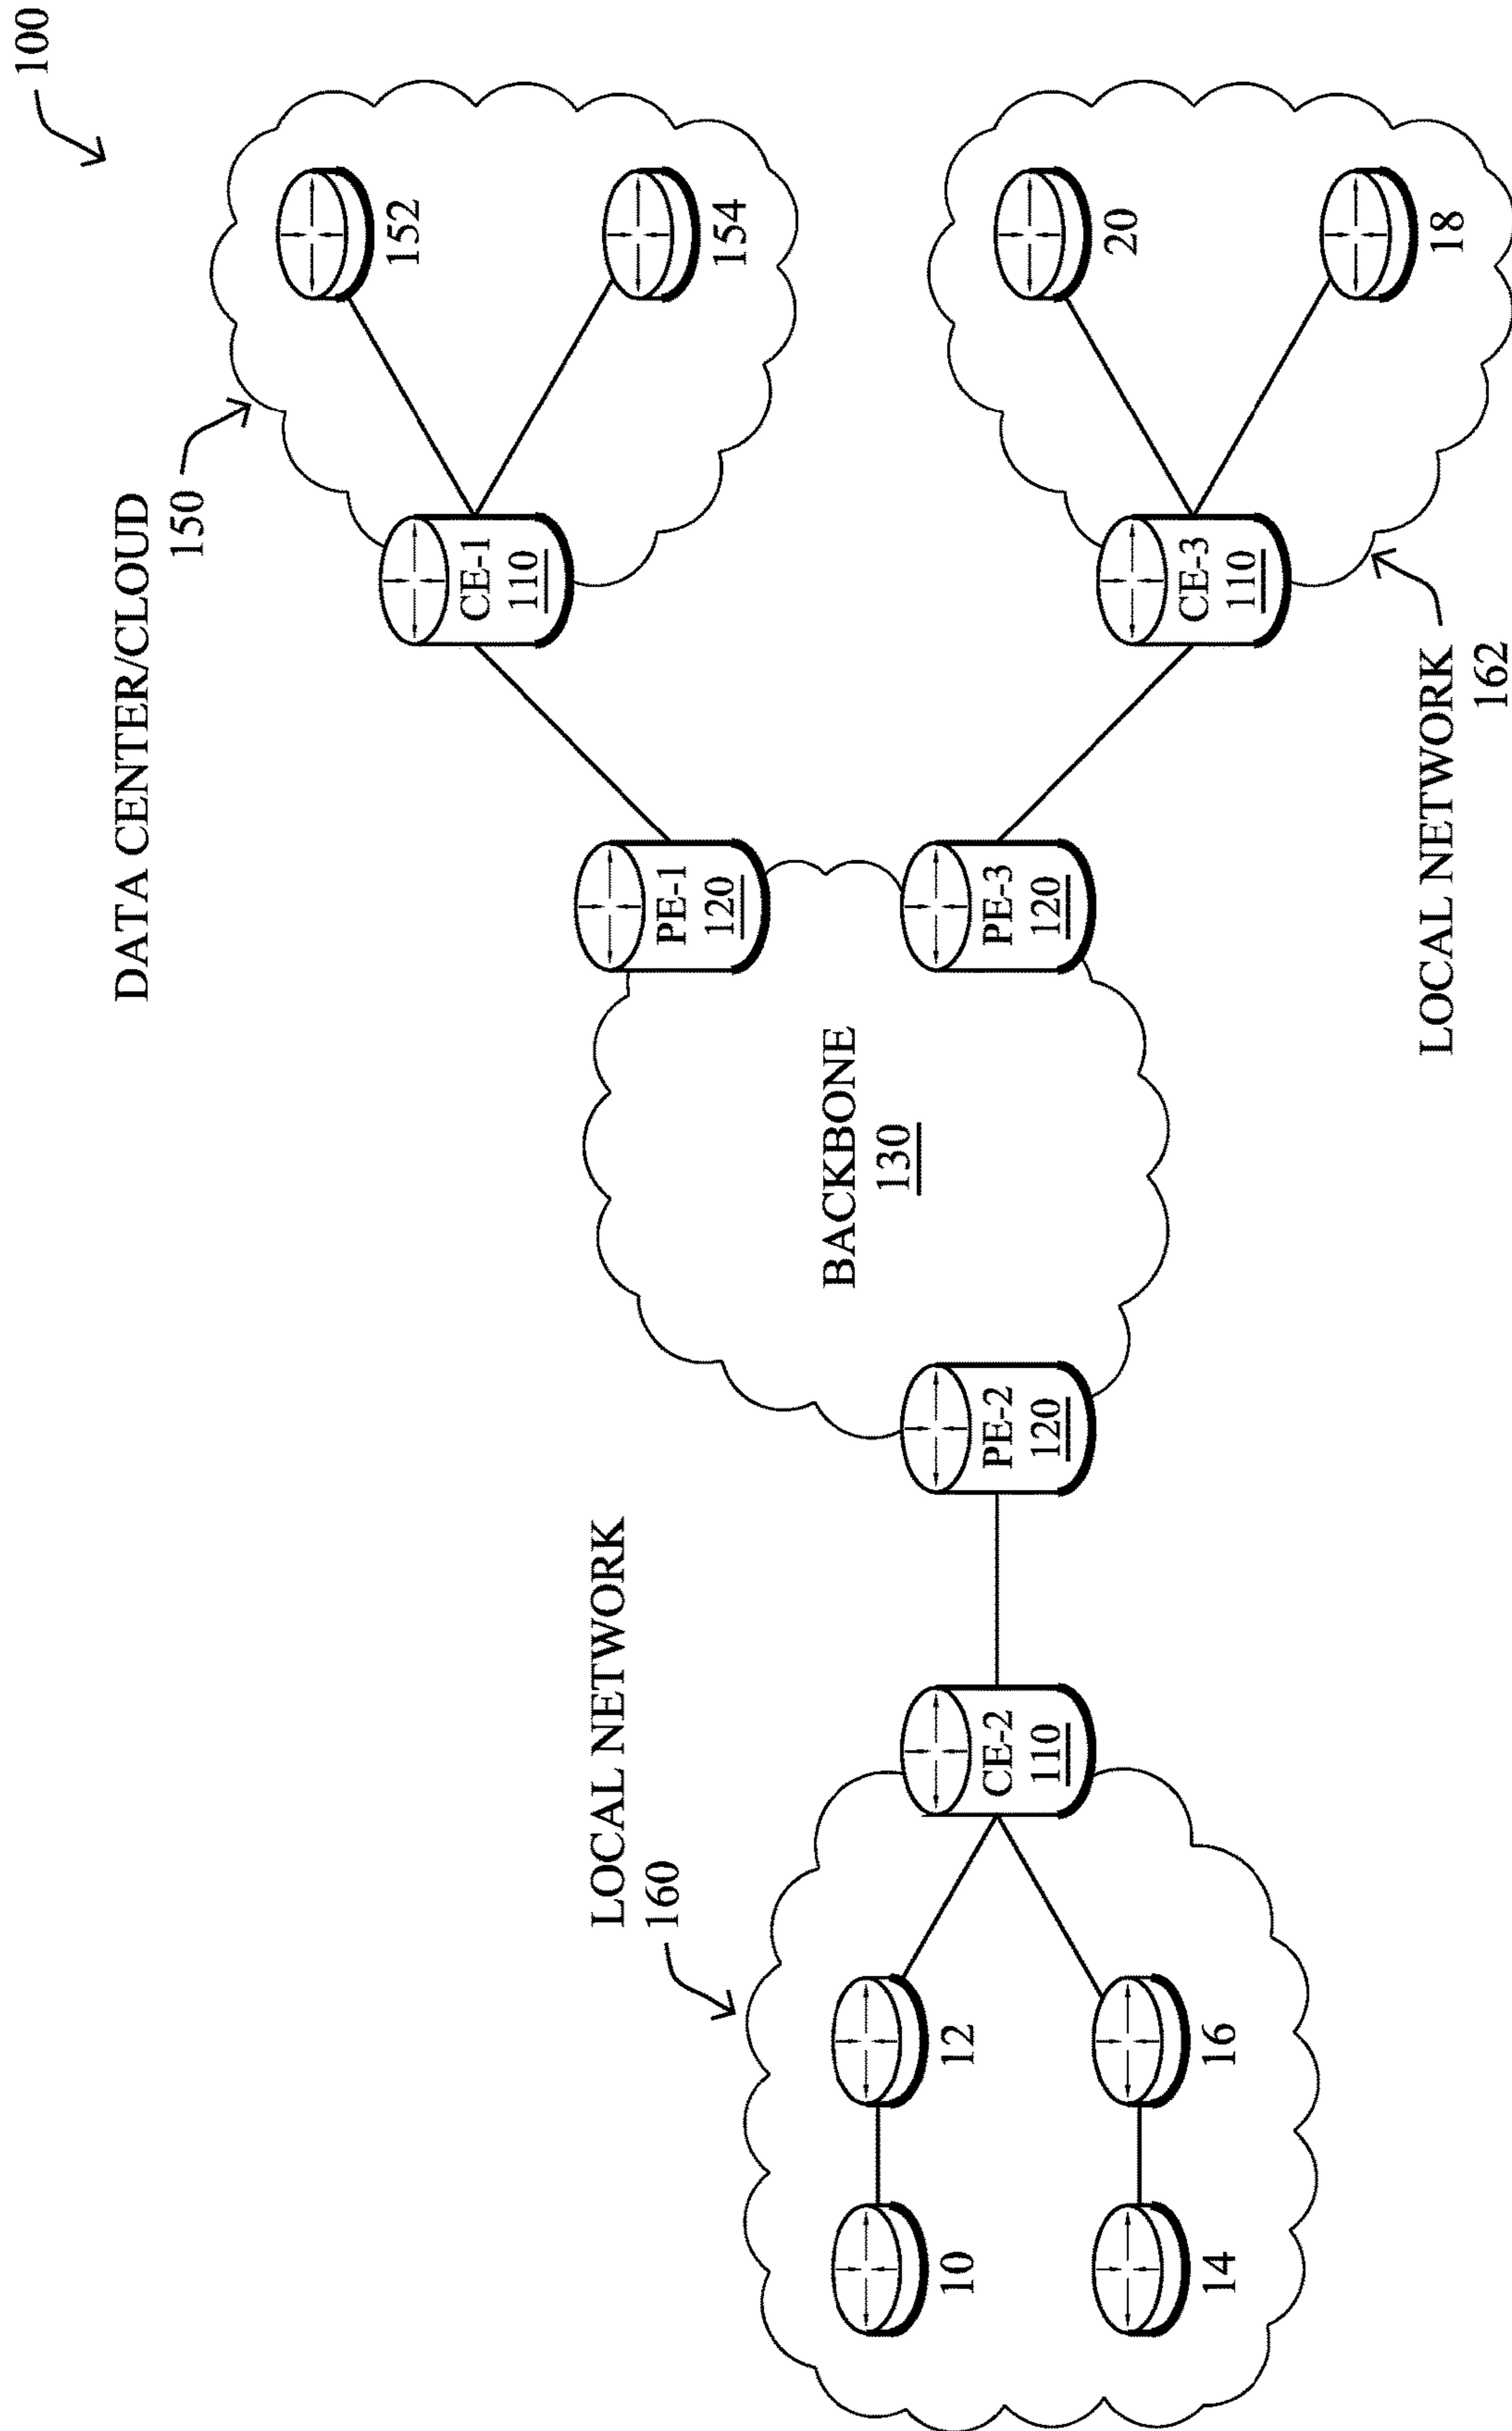 100
DATA CENTER/CLOUD
150
152
154
CE-1
110
PE-1
120
LOCAL NETWORK
160
BACKBONE
130
10
12
CE-2
110
PE-2
120
PE-3
120
14
16
CE-3
110
20
18
LOCAL NETWORK
162